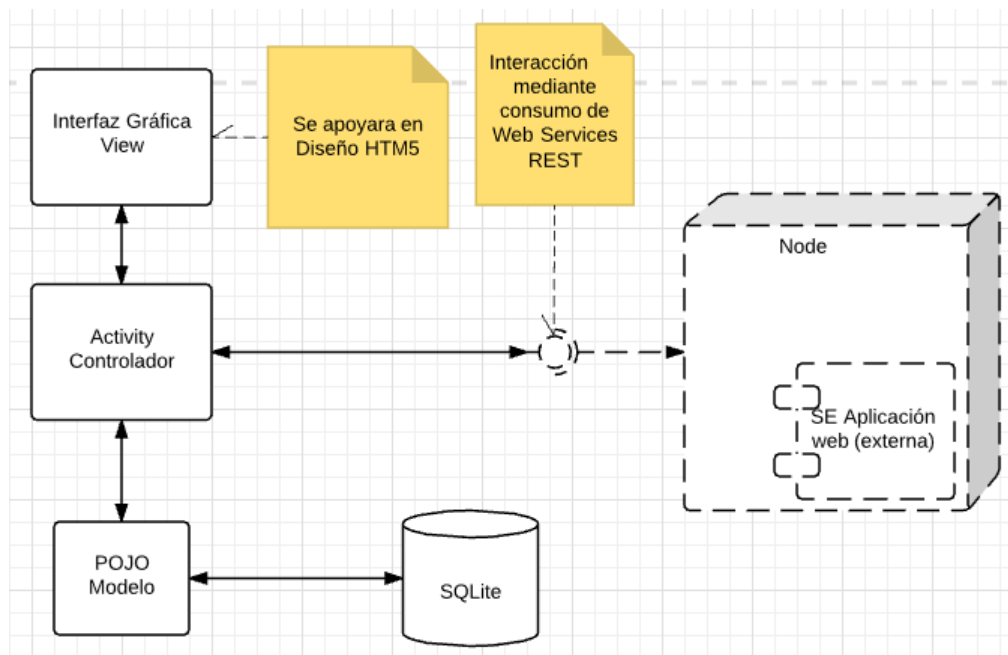 Interfaz Gráfica
View
Se apoyara en
Diseño HTM5
Interacción
mediante
consumo de
Web Services
REST
Node
Activity
Controlador
SE Aplicación
web (externa)
POJO
Modelo
SQLite